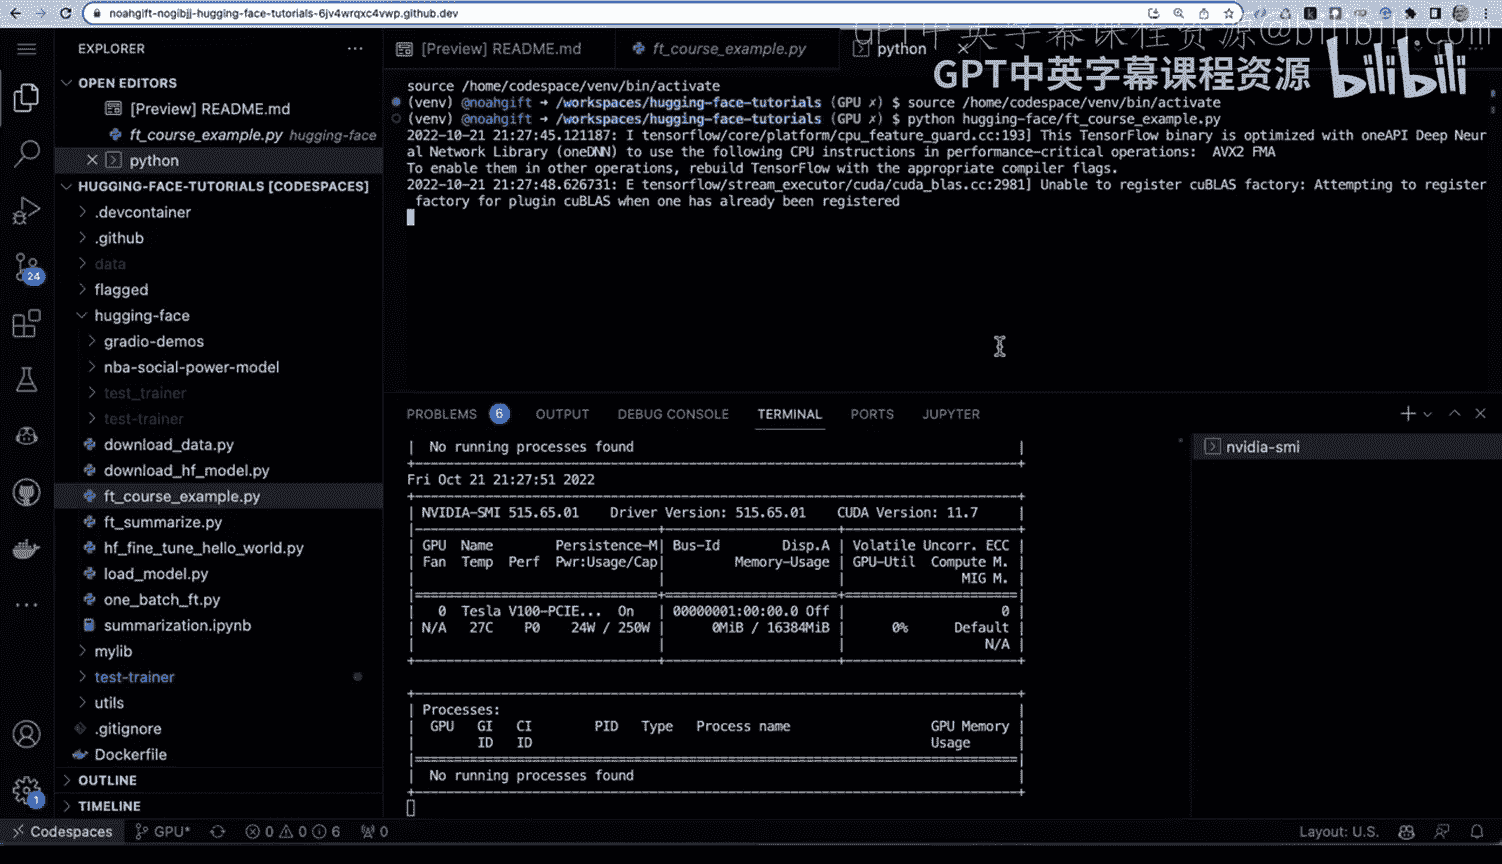 noahgift-nogibjj-hugging-face-tutorials-6jv4wrqxc4vwp.github.dev
GPT中英字幕课程资源@bilibili.com
GPT中英字幕课程资源 bilibili
EXPLORER
OPEN EDITORS
[Preview] README.md
ft_course_example.py hugging-face
python
HUGGING-FACE-TUTORIALS [CODESPACES]
.devcontainer
.github
data
flagged
hugging-face
gradio-demos
nba-social-power-model
test_trainer
test-trainer
download_data.py
download_hf_model.py
ft_course_example.py
ft_summarize.py
hf_fine_tune_hello_world.py
load_model.py
one_batch_ft.py
summarization.ipynb
mylib
test-trainer
utils
.gitignore
Dockerfile
OUTLINE
TIMELINE
24
1
[Preview] README.md
ft_course_example.py
python
source /home/codespace/venv/bin/activate
(venv) @noahgift → /workspaces/hugging-face-tutorials (GPU ✗) $ source /home/codespace/venv/bin/activate
(venv) @noahgift → /workspaces/hugging-face-tutorials (GPU ✗) $ python hugging-face/ft_course_example.py
2022-10-21 21:27:45.121187: I tensorflow/core/platform/cpu_feature_guard.cc:193] This TensorFlow binary is optimized with oneAPI Deep Neur
al Network Library (oneDNN) to use the following CPU instructions in performance-critical operations:  AVX2 FMA
To enable them in other operations, rebuild TensorFlow with the appropriate compiler flags.
2022-10-21 21:27:48.626731: E tensorflow/stream_executor/cuda/cuda_blas.cc:2981] Unable to register cuBLAS factory: Attempting to register
factory for plugin cuBLAS when one has already been registered
PROBLEMS 6 OUTPUT DEBUG CONSOLE TERMINAL PORTS JUPYTER
nvidia-smi
| No running processes found |
Fri Oct 21 21:27:51 2022
| NVIDIA-SMI 515.65.01 Driver Version: 515.65.01 CUDA Version: 11.7 |
| GPU Name Persistence-M| Bus-Id Disp.A | Volatile Uncorr. ECC |
| Fan Temp Perf Pwr:Usage/Cap| Memory-Usage | GPU-Util Compute M. |
| | | MIG M. |
| 0 Tesla V100-PCIE... On | 00000001:00:00.0 Off | 0 |
| N/A 27C P0 24W / 250W | 0MiB / 16384MiB | 0% Default |
| | | N/A |
| Processes: |
| GPU GI CI PID Type Process name GPU Memory |
| ID ID Usage |
| No running processes found |
Codespaces GPU* 0 0 6 0 Layout: U.S.